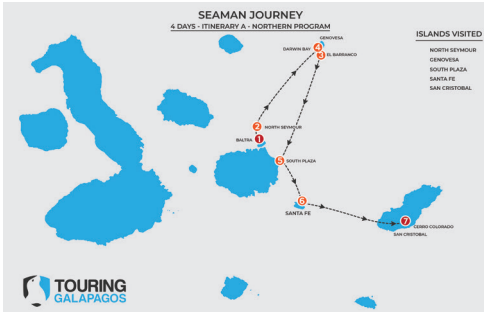 SEAMAN JOURNEY
4 DAYS - ITINERARY A - NORTHERN PROGRAM
ISLANDS VISITED
NORTH SEYMOUR
GENOVESA
SOUTH PLAZA
SANTA FE
SAN CRISTOBAL
GENOVESA
DARWIN BAY 4
3 EL BARRANCO
2 NORTH SEYMOUR
BALTRA 1
5 SOUTH PLAZA
6
SANTA FE
7 CERRO COLORADO
SAN CRISTOBAL
TOURING
GALAPAGOS